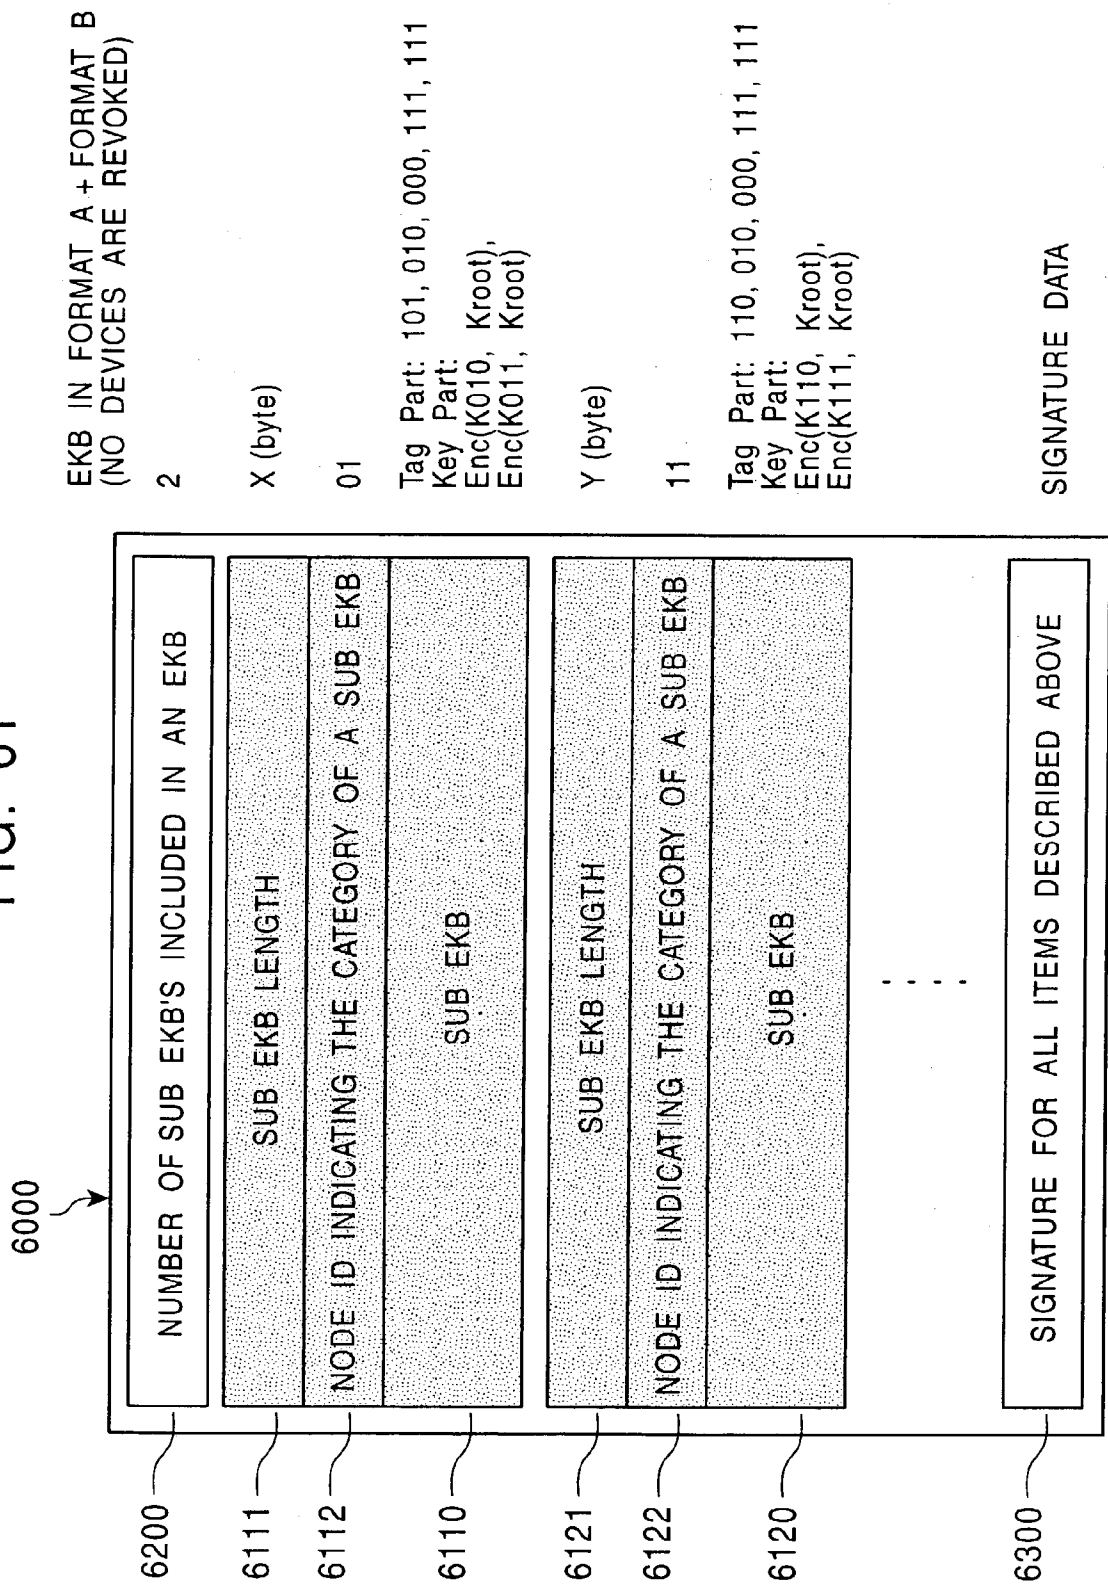 FIG.
6000
EKB IN FORMAT A + FORMAT B
(NO DEVICES ARE REVOKED)
6200
NUMBER OF SUB EKB'S INCLUDED IN AN EKB
2
6111
SUB EKB LENGTH
X (byte)
6112
NODE ID INDICATING THE CATEGORY OF A SUB EKB
01
6110
SUB EKB
Tag Part: 101, 010, 000, 111, 111
Key Part:
Enc(K010, Kroot),
Enc(K011, Kroot)
6121
SUB EKB LENGTH
Y (byte)
6122
NODE ID INDICATING THE CATEGORY OF A SUB EKB
11
6120
SUB EKB
Tag Part: 110, 010, 000, 111, 111
Key Part:
Enc(K110, Kroot),
Enc(K111, Kroot)
6300
SIGNATURE FOR ALL ITEMS DESCRIBED ABOVE
SIGNATURE DATA